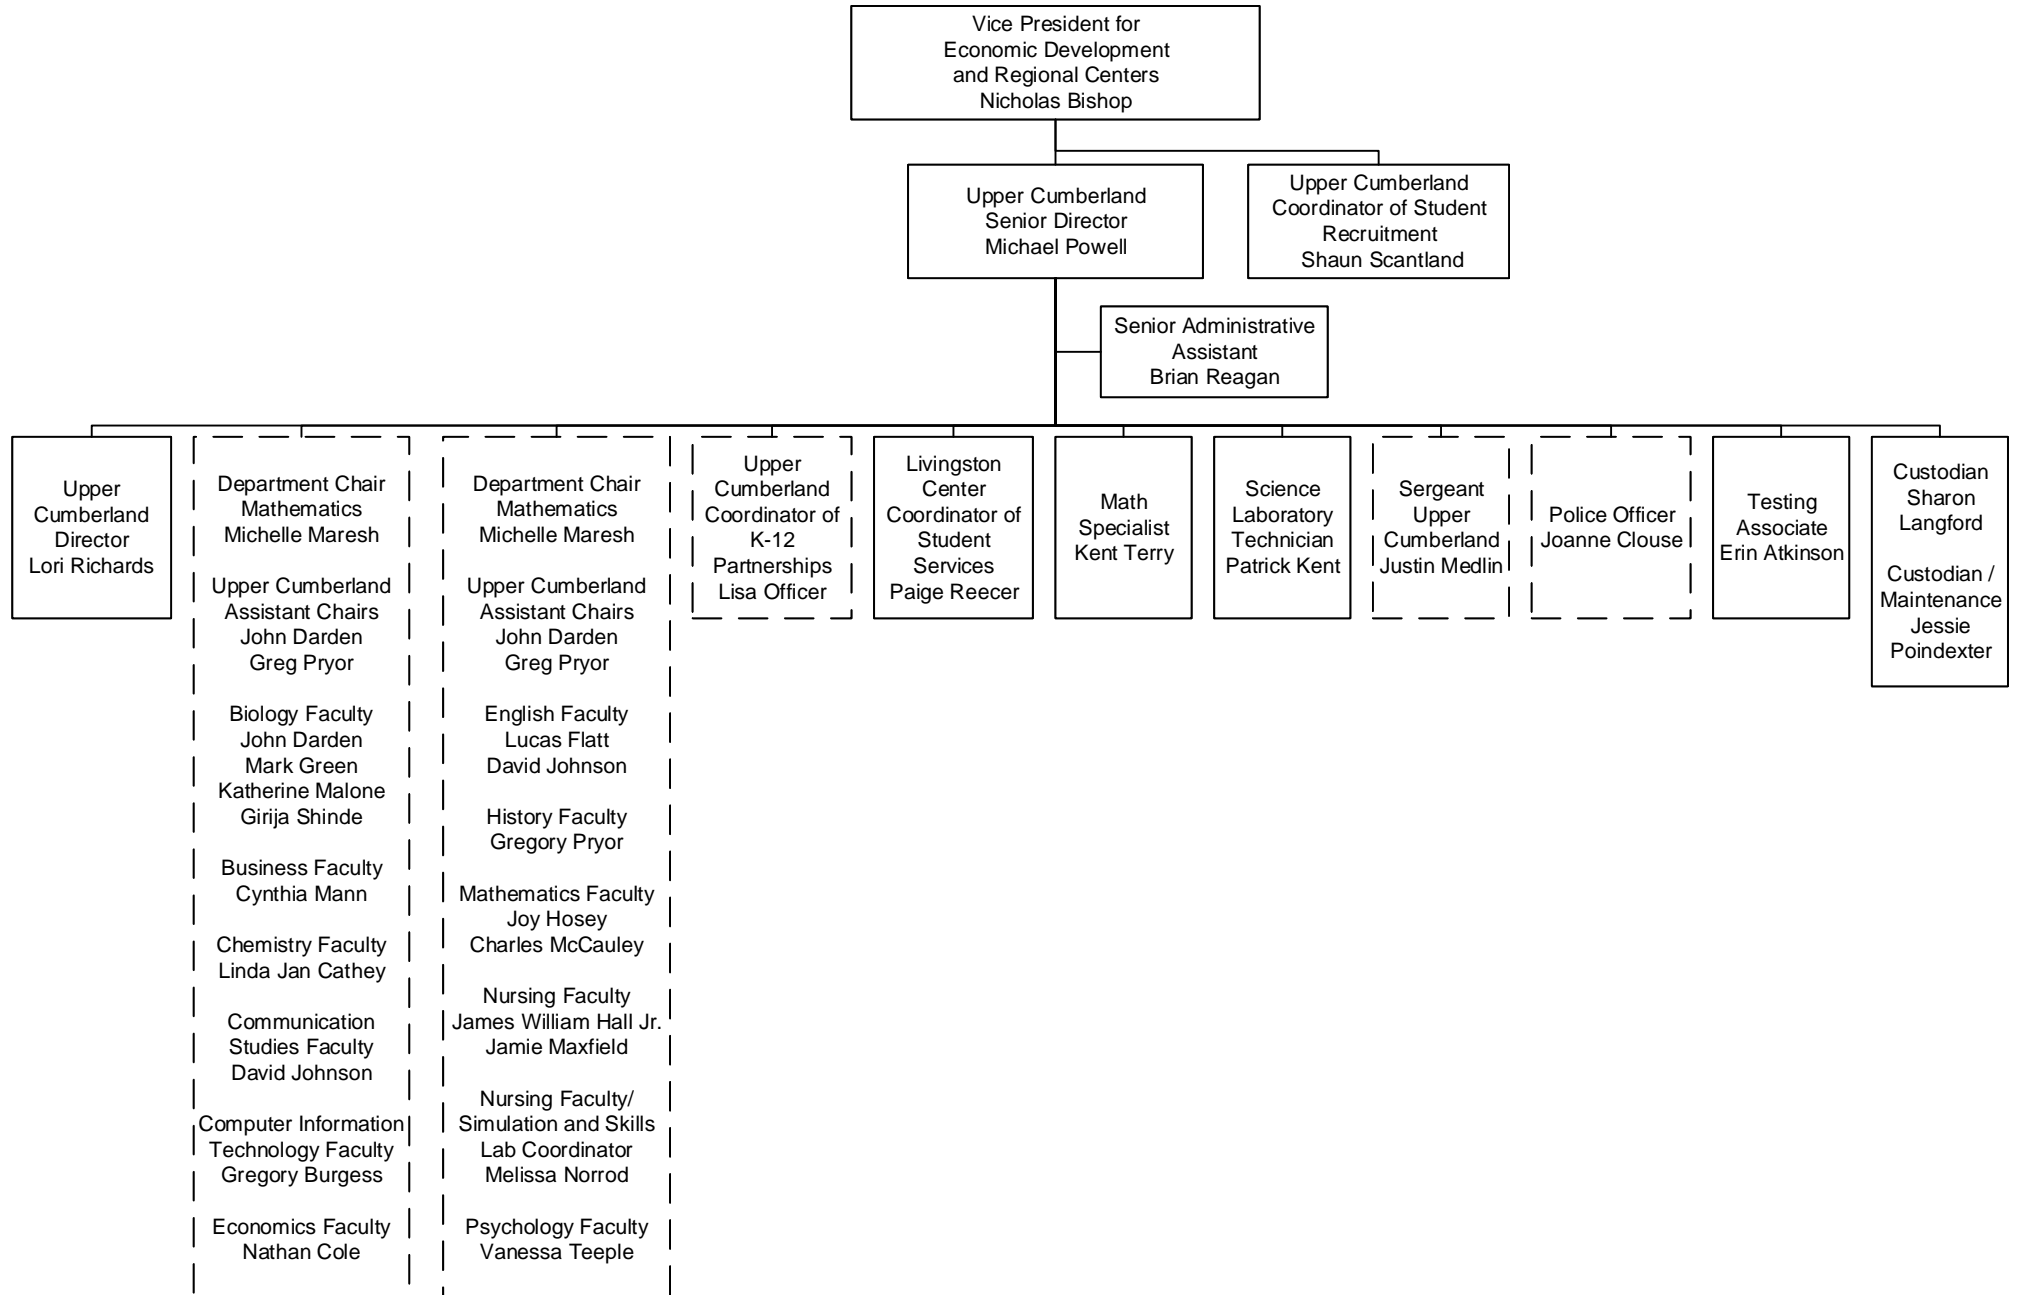 Vice President for
Economic Development
and Regional Centers
Nicholas Bishop
Upper Cumberland
Senior Director
Michael Powell
Upper Cumberland
Coordinator of Student
Recruitment
Shaun Scantland
Senior Administrative
Assistant
Brian Reagan
Upper
Cumberland
Director
Lori Richards
Department Chair
Mathematics
Michelle Maresh
Upper Cumberland
Assistant Chairs
John Darden
Greg Pryor
Biology Faculty
John Darden
Mark Green
Katherine Malone
Girija Shinde
Business Faculty
Cynthia Mann
Chemistry Faculty
Linda Jan Cathey
Communication
Studies Faculty
David Johnson
Computer Information
Technology Faculty
Gregory Burgess
Economics Faculty
Nathan Cole
Department Chair
Mathematics
Michelle Maresh
Upper Cumberland
Assistant Chairs
John Darden
Greg Pryor
English Faculty
Lucas Flatt
David Johnson
History Faculty
Gregory Pryor
Mathematics Faculty
Joy Hosey
Charles McCauley
Nursing Faculty
James William Hall Jr.
Jamie Maxfield
Nursing Faculty/
Simulation and Skills
Lab Coordinator
Melissa Norrod
Psychology Faculty
Vanessa Teeple
Upper
Cumberland
Coordinator of
K-12
Partnerships
Lisa Officer
Livingston
Center
Coordinator of
Student
Services
Paige Reecer
Math
Specialist
Kent Terry
Science
Laboratory
Technician
Patrick Kent
Sergeant
Upper
Cumberland
Justin Medlin
Police Officer
Joanne Clouse
Testing
Associate
Erin Atkinson
Custodian
Sharon
Langford
Custodian /
Maintenance
Jessie
Poindexter